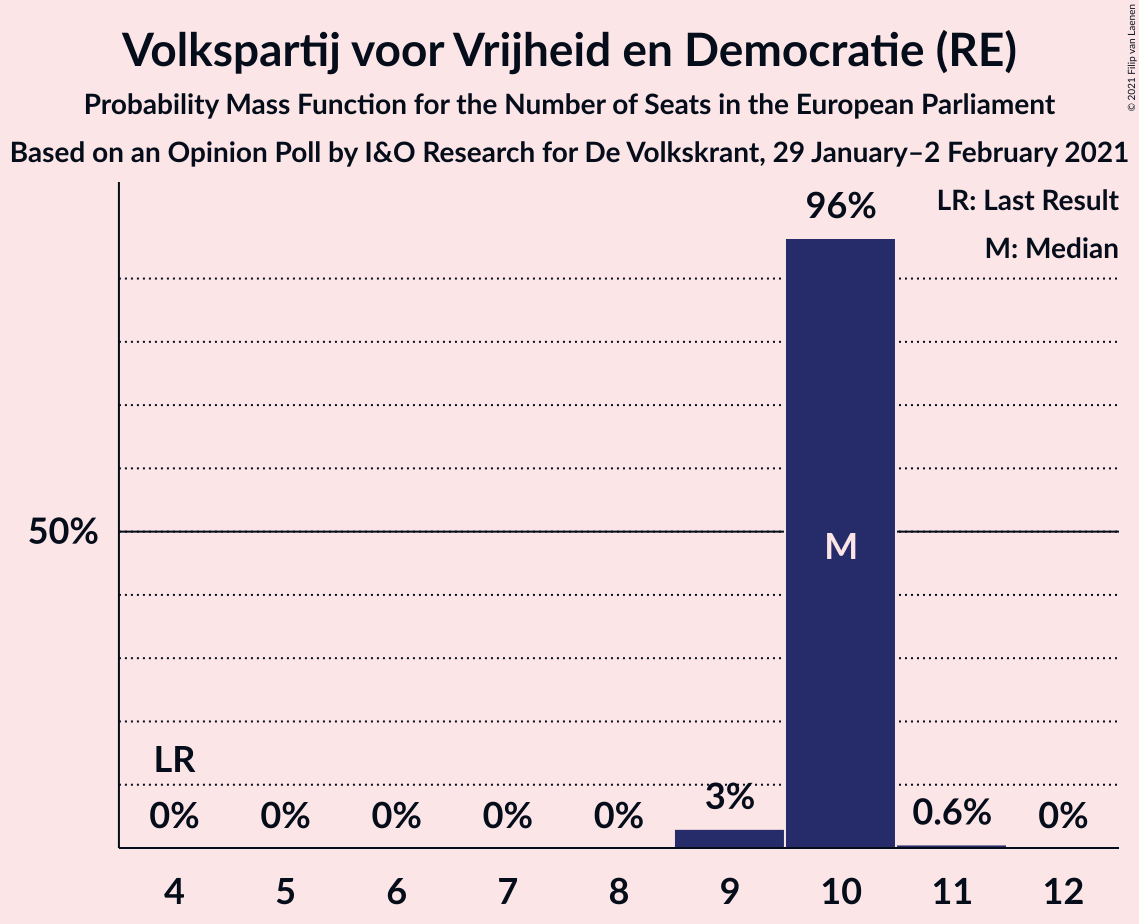 Volkspartij voor Vrijheid en Democratie (RE)
Probability Mass Function for the Number of Seats in the European Parliament
Based on an Opinion Poll by I&O Research for De Volkskrant, 29 January–2 February 2021
© 2021 Filip van Laenen
LR: Last Result
M: Median
96%
50%
M
LR
0% 0% 0% 0% 0% 3% 0.6% 0%
4 5 6 7 8 9 10 11 12